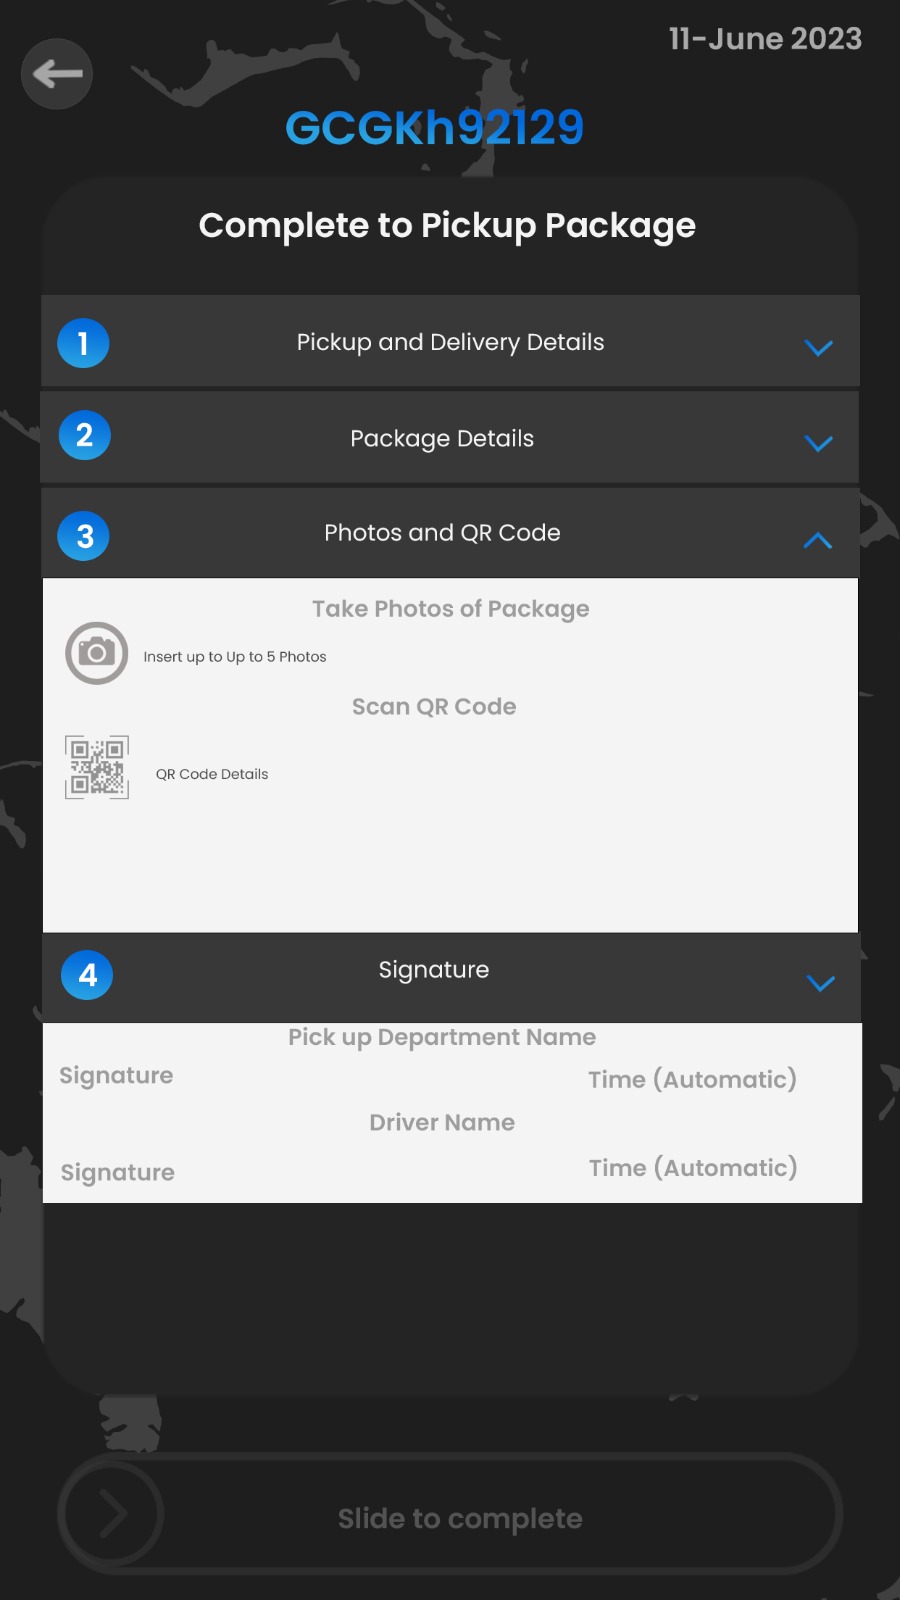 11-June 2023
GCGKh92129
Complete to Pickup Package
1 Pickup and Delivery Details
2 Package Details
3 Photos and QR Code
Take Photos of Package
Insert up to Up to 5 Photos
Scan QR Code
QR Code Details
4 Signature
Pick up Department Name
Signature Time (Automatic)
Driver Name
Signature Time (Automatic)
Slide to complete